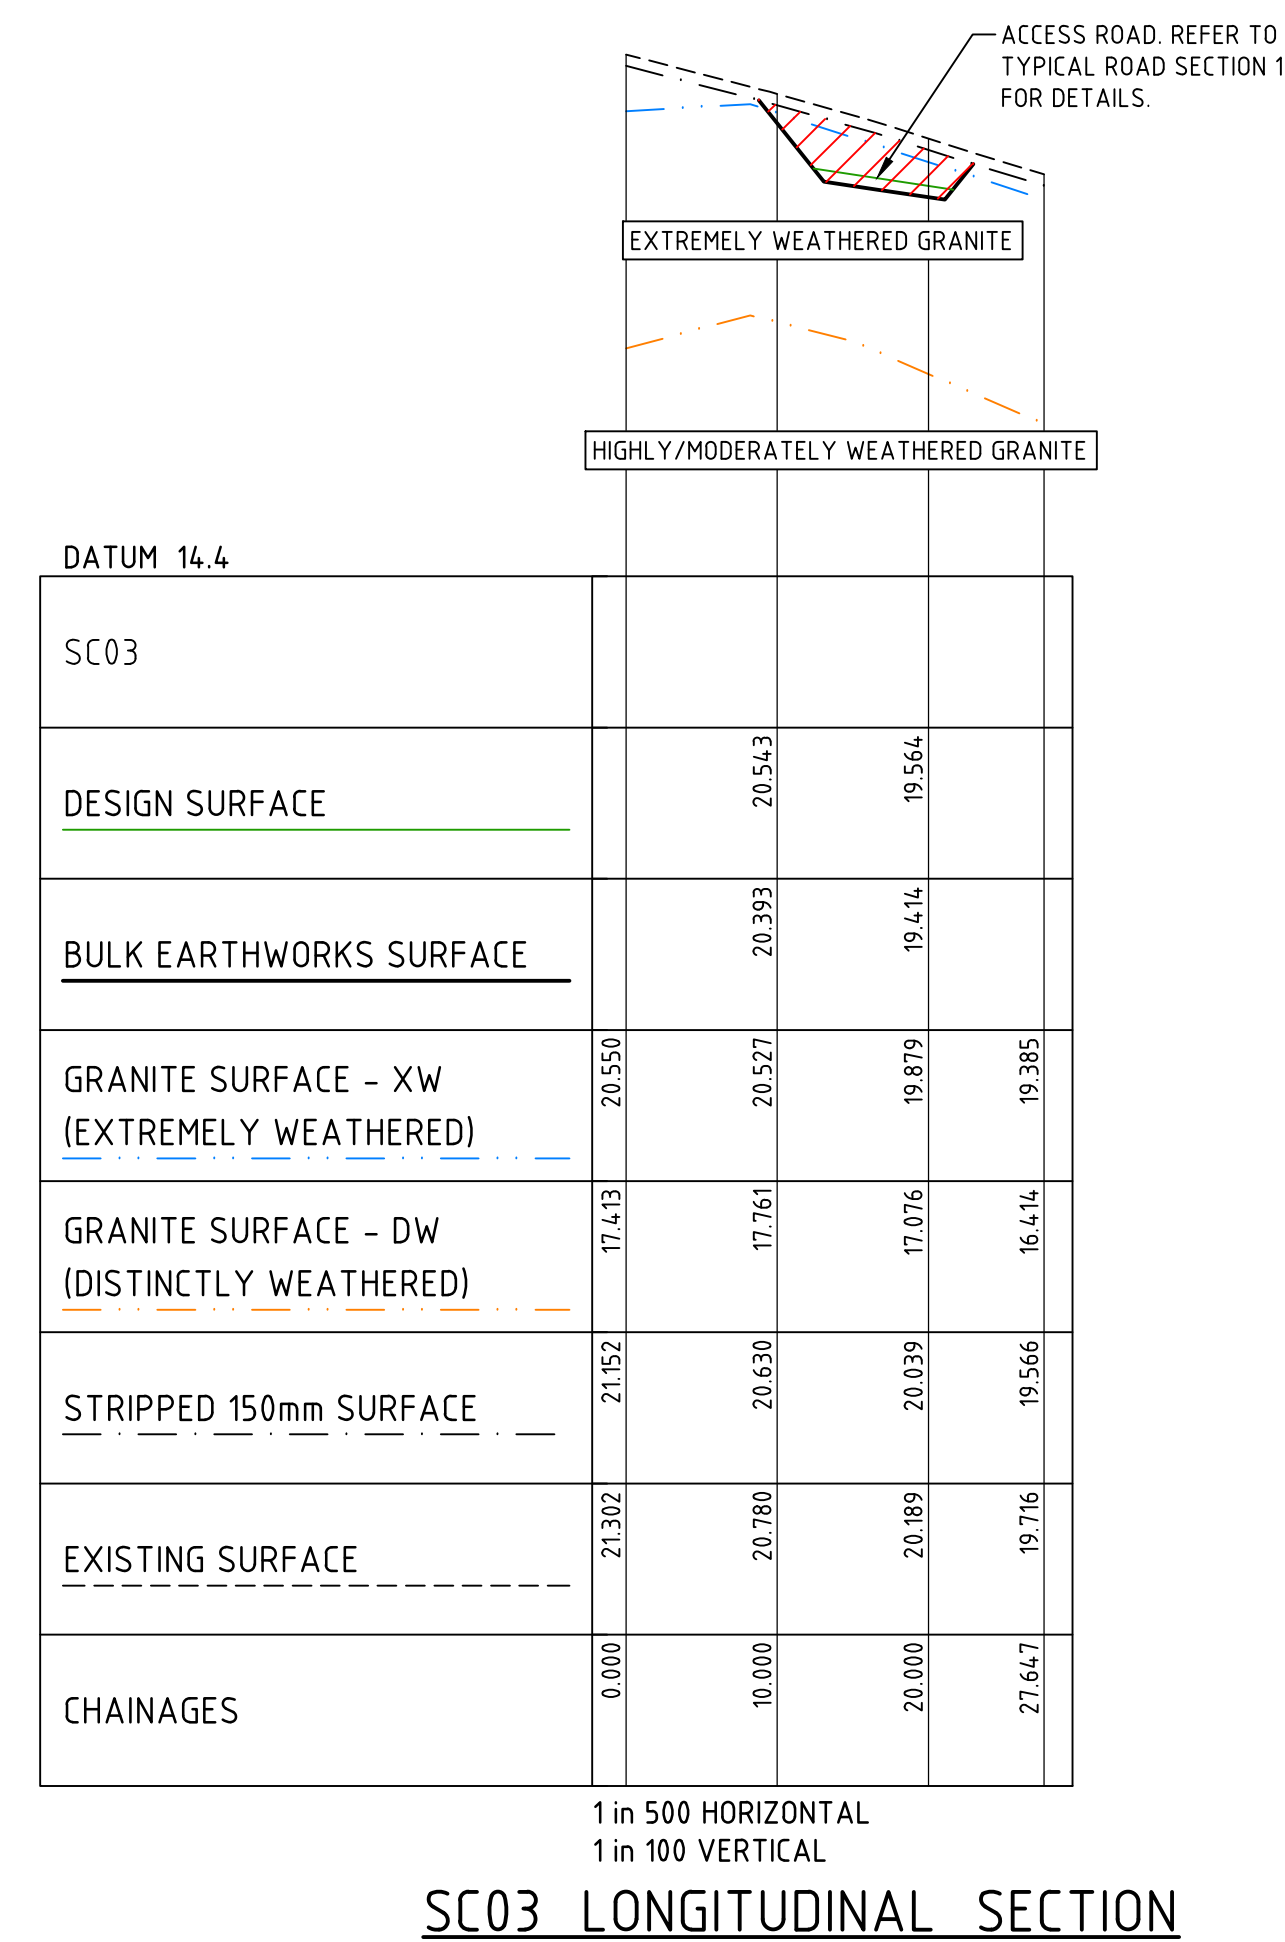 ACCESS ROAD. REFER TO
TYPICAL ROAD SECTION 1
FOR DETAILS.
EXTREMELY WEATHERED GRANITE
HIGHLY/MODERATELY WEATHERED GRANITE
DATUM 14.4
SC03
DESIGN SURFACE
20.543
19.564
BULK EARTHWORKS SURFACE
20.393
19.414
GRANITE SURFACE - XW
(EXTREMELY WEATHERED)
20.550
20.527
19.879
19.385
GRANITE SURFACE - DW
(DISTINCTLY WEATHERED)
17.413
17.761
17.076
16.414
STRIPPED 150mm SURFACE
21.152
20.630
20.039
19.566
EXISTING SURFACE
21.302
20.780
20.189
19.716
CHAINAGES
0.000
10.000
20.000
27.647
1 in 500 HORIZONTAL
1 in 100 VERTICAL
SC03 LONGITUDINAL SECTION